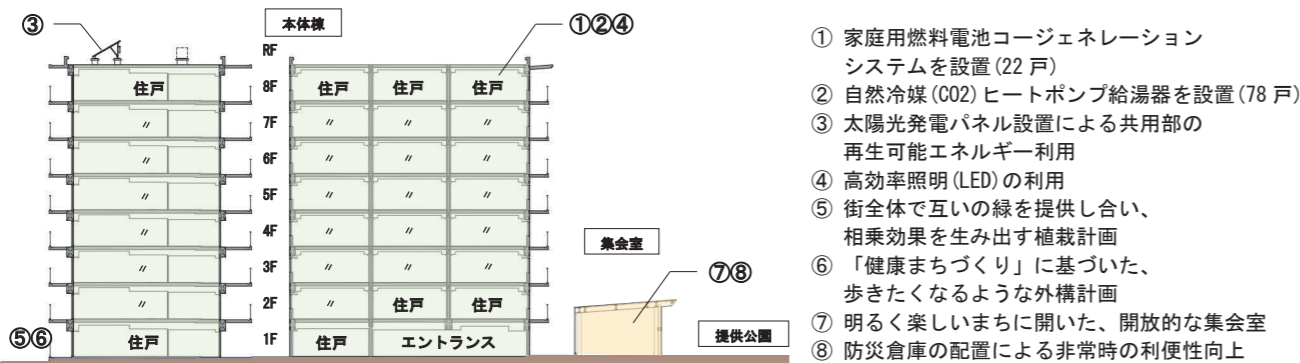 ③
本体棟
①②④
RF
住戸
8F
住戸
住戸
住戸
〃
7F
〃
〃
〃
〃
6F
〃
〃
〃
〃
5F
〃
〃
〃
〃
4F
〃
〃
〃
集会室
〃
3F
〃
〃
〃
⑦⑧
〃
2F
〃
住戸
住戸
⑤⑥
住戸
1F
住戸
エントランス
提供公園
① 家庭用燃料電池コージェネレーション
システムを設置(22 戸)
② 自然冷媒(CO2)ヒートポンプ給湯器を設置(78 戸)
③ 太陽光発電パネル設置による共用部の
再生可能エネルギー利用
④ 高効率照明(LED)の利用
⑤ 街全体で互いの緑を提供し合い、
相乗効果を生み出す植栽計画
⑥ 「健康まちづくり」に基づいた、
歩きたくなるような外構計画
⑦ 明るく楽しいまちに開いた、開放的な集会室
⑧ 防災倉庫の配置による非常時の利便性向上